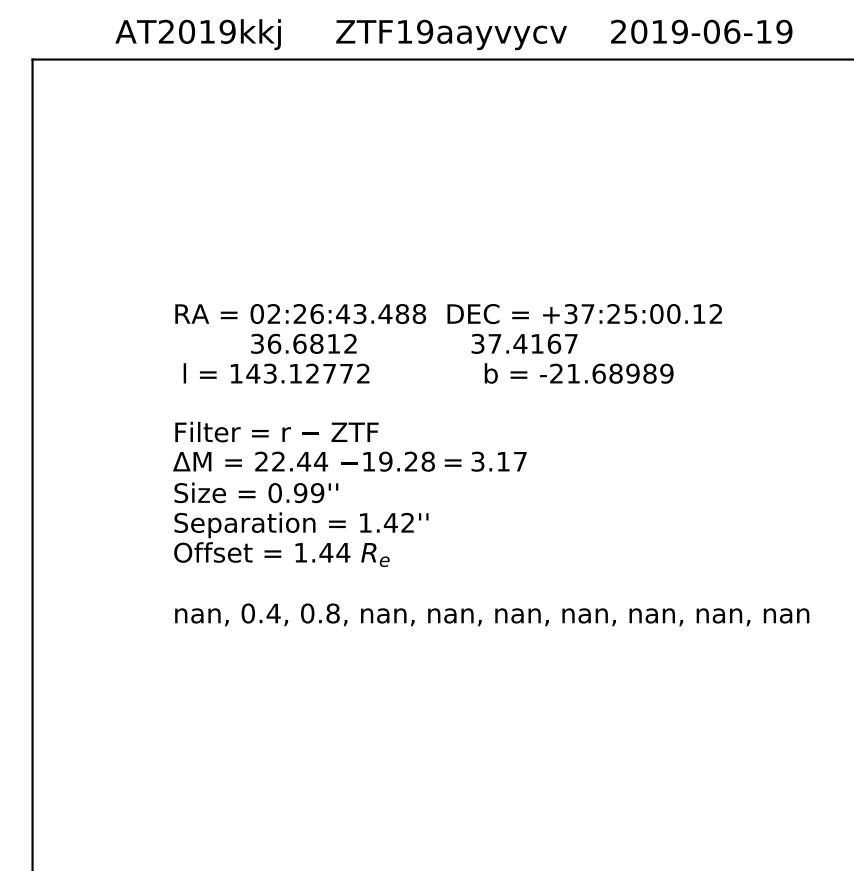 AT2019kkj ZTF19aayvycv 2019-06-19
RA = 02:26:43.488 DEC = +37:25:00.12
36.6812 37.4167
l = 143.12772 b = -21.68989
Filter = r − ZTF
ΔM = 22.44 −19.28 = 3.17
Size = 0.99''
Separation = 1.42''
Offset = 1.44 Re
nan, 0.4, 0.8, nan, nan, nan, nan, nan, nan, nan